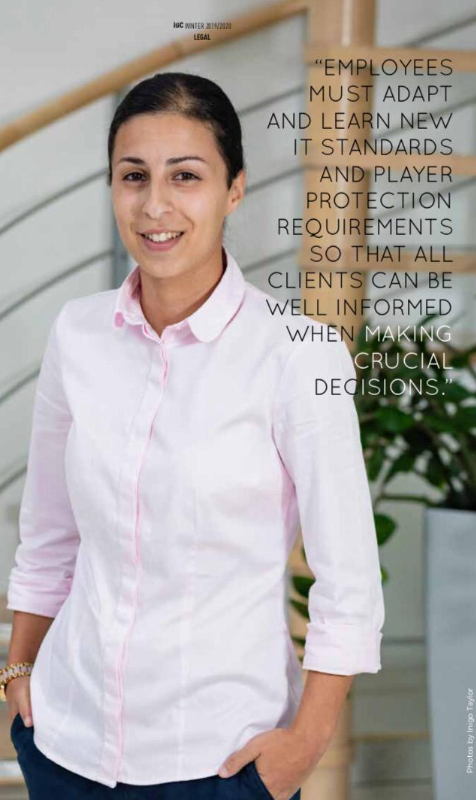 iGC WINTER 2019/2020
LEGAL
“EMPLOYEES
MUST ADAPT
AND LEARN NEW
IT STANDARDS
AND PLAYER
PROTECTION
REQUIREMENTS
SO THAT ALL
CLIENTS CAN BE
WELL INFORMED
WHEN MAKING
CRUCIAL
DECISIONS.”
Photos by Inigo Taylor